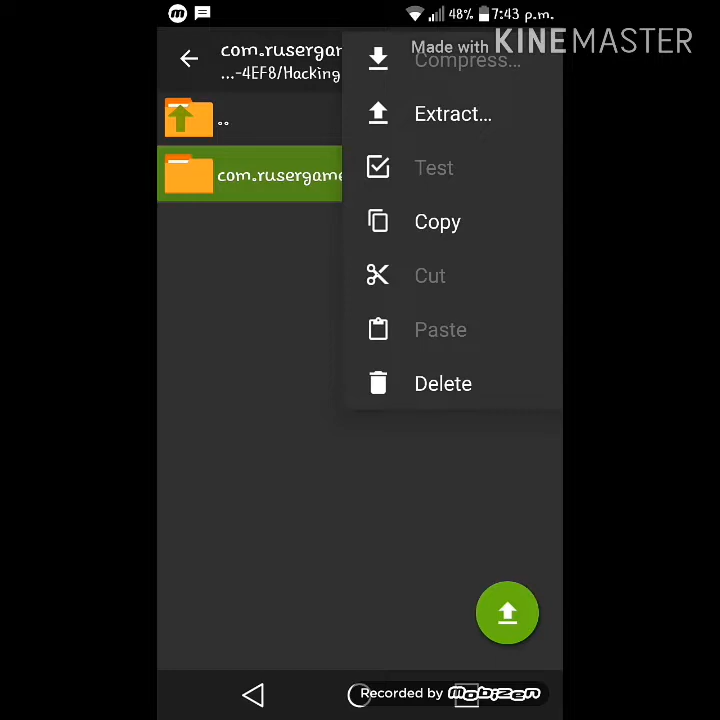 48% 7:43 p.m.
Made with KINEMASTER
com.rusergam
...-4EF8/Hacking
Compress...
..
Extract...
com.rusergame
Test
Copy
Cut
Paste
Delete
Recorded by mobizen